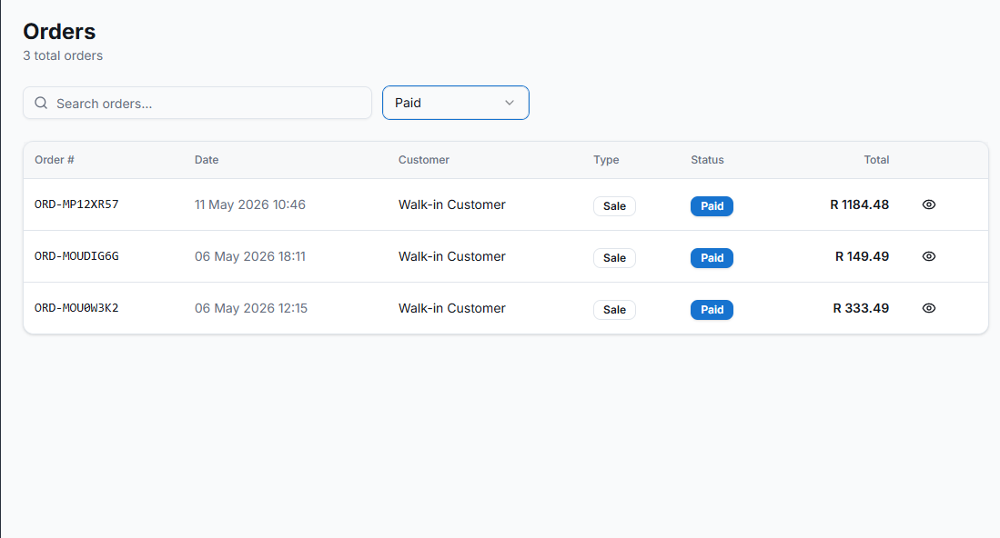 Orders
3 total orders
Search orders...
Paid
Order # Date Customer Type Status Total
ORD-MP12XR57 11 May 2026 10:46 Walk-in Customer Sale Paid R 1184.48
ORD-MOUDIG6G 06 May 2026 18:11 Walk-in Customer Sale Paid R 149.49
ORD-MOU0W3K2 06 May 2026 12:15 Walk-in Customer Sale Paid R 333.49